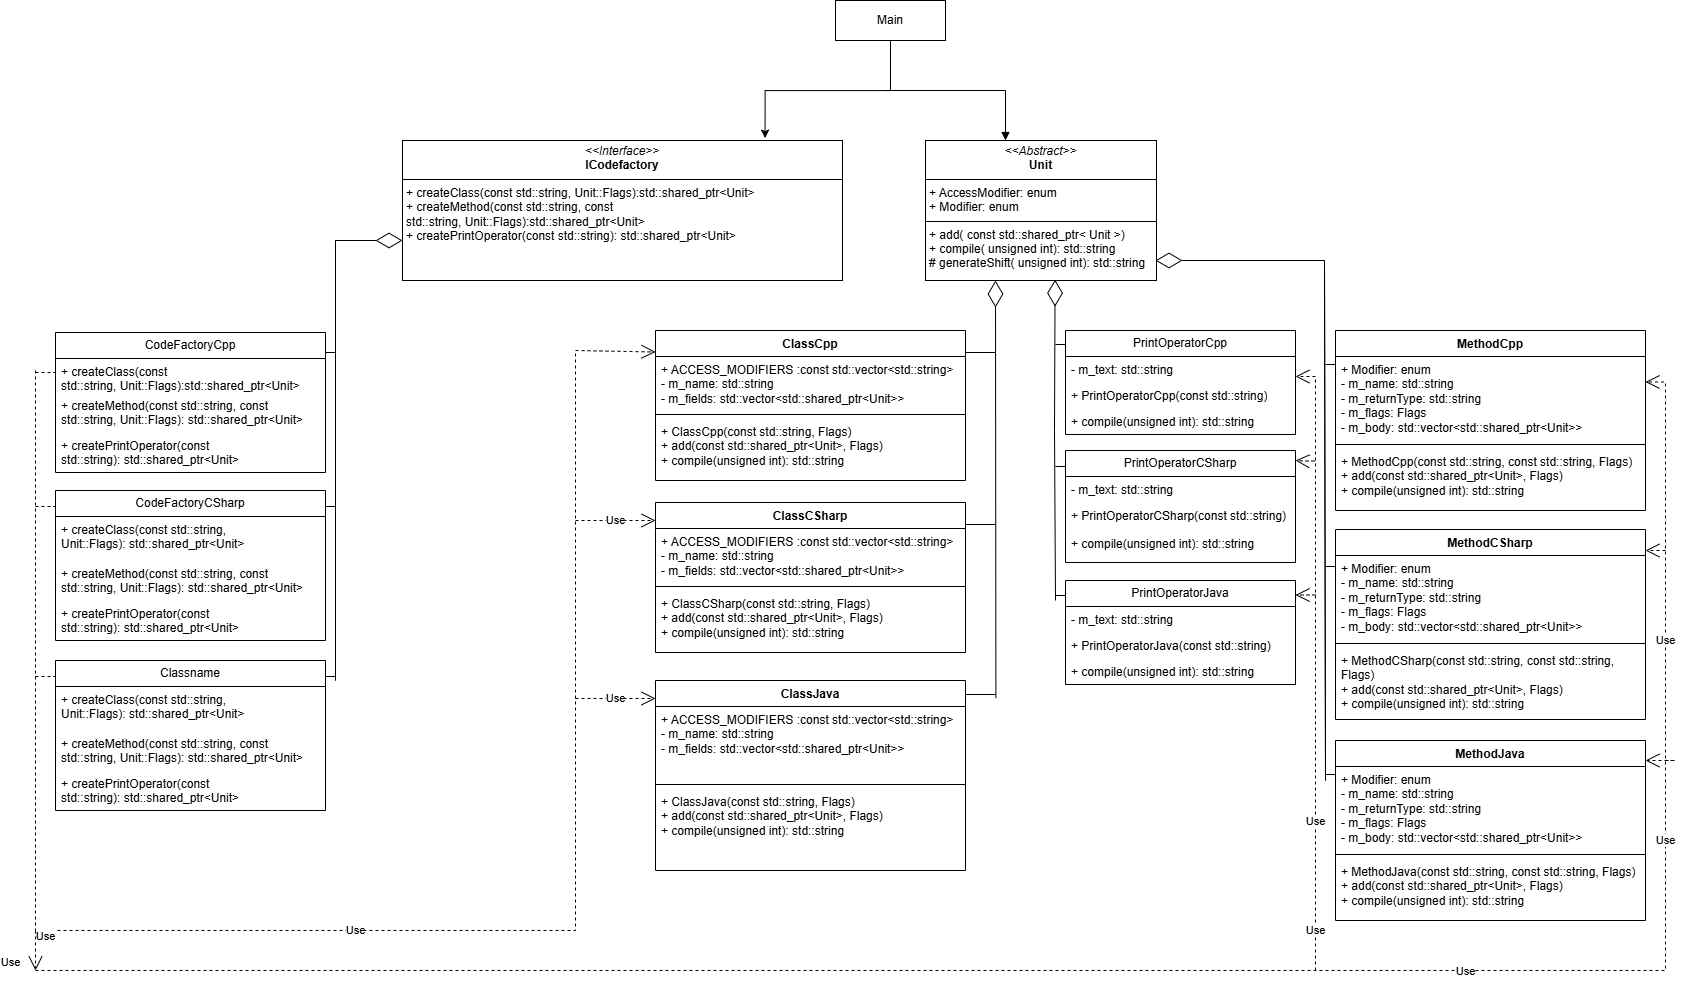 Main
<<Interface>>
ICodefactory
+ createClass(const std::string, Unit::Flags):std::shared_ptr<Unit>
+ createMethod(const std::string, const
std::string, Unit::Flags):std::shared_ptr<Unit>
+ createPrintOperator(const std::string): std::shared_ptr<Unit>
<<Abstract>>
Unit
+ AccessModifier: enum
+ Modifier: enum
+ add( const std::shared_ptr< Unit >)
+ compile( unsigned int): std::string
# generateShift( unsigned int): std::string
CodeFactoryCpp
+ createClass(const
std::string, Unit::Flags):std::shared_ptr<Unit>
+ createMethod(const std::string, const
std::string, Unit::Flags): std::shared_ptr<Unit>
+ createPrintOperator(const
std::string): std::shared_ptr<Unit>
CodeFactoryCSharp
+ createClass(const std::string,
Unit::Flags): std::shared_ptr<Unit>
+ createMethod(const std::string, const
std::string, Unit::Flags): std::shared_ptr<Unit>
+ createPrintOperator(const
std::string): std::shared_ptr<Unit>
Classname
+ createClass(const std::string,
Unit::Flags): std::shared_ptr<Unit>
+ createMethod(const std::string, const
std::string, Unit::Flags): std::shared_ptr<Unit>
+ createPrintOperator(const
std::string): std::shared_ptr<Unit>
ClassCpp
+ ACCESS_MODIFIERS :const std::vector<std::string>
- m_name: std::string
- m_fields: std::vector<std::shared_ptr<Unit>>
+ ClassCpp(const std::string, Flags)
+ add(const std::shared_ptr<Unit>, Flags)
+ compile(unsigned int): std::string
Use
ClassCSharp
+ ACCESS_MODIFIERS :const std::vector<std::string>
- m_name: std::string
- m_fields: std::vector<std::shared_ptr<Unit>>
+ ClassCSharp(const std::string, Flags)
+ add(const std::shared_ptr<Unit>, Flags)
+ compile(unsigned int): std::string
Use
ClassJava
+ ACCESS_MODIFIERS :const std::vector<std::string>
- m_name: std::string
- m_fields: std::vector<std::shared_ptr<Unit>>
+ ClassJava(const std::string, Flags)
+ add(const std::shared_ptr<Unit>, Flags)
+ compile(unsigned int): std::string
PrintOperatorCpp
- m_text: std::string
+ PrintOperatorCpp(const std::string)
+ compile(unsigned int): std::string
PrintOperatorCSharp
- m_text: std::string
+ PrintOperatorCSharp(const std::string)
+ compile(unsigned int): std::string
PrintOperatorJava
- m_text: std::string
+ PrintOperatorJava(const std::string)
+ compile(unsigned int): std::string
MethodCpp
+ Modifier: enum
- m_name: std::string
- m_returnType: std::string
- m_flags: Flags
- m_body: std::vector<std::shared_ptr<Unit>>
+ MethodCpp(const std::string, const std::string, Flags)
+ add(const std::shared_ptr<Unit>, Flags)
+ compile(unsigned int): std::string
MethodCSharp
+ Modifier: enum
- m_name: std::string
- m_returnType: std::string
- m_flags: Flags
- m_body: std::vector<std::shared_ptr<Unit>>
+ MethodCSharp(const std::string, const std::string,
Flags)
+ add(const std::shared_ptr<Unit>, Flags)
+ compile(unsigned int): std::string
Use
MethodJava
+ Modifier: enum
- m_name: std::string
- m_returnType: std::string
- m_flags: Flags
- m_body: std::vector<std::shared_ptr<Unit>>
+ MethodJava(const std::string, const std::string, Flags)
+ add(const std::shared_ptr<Unit>, Flags)
+ compile(unsigned int): std::string
Use
Use
Use
Use
Use
Use
Use